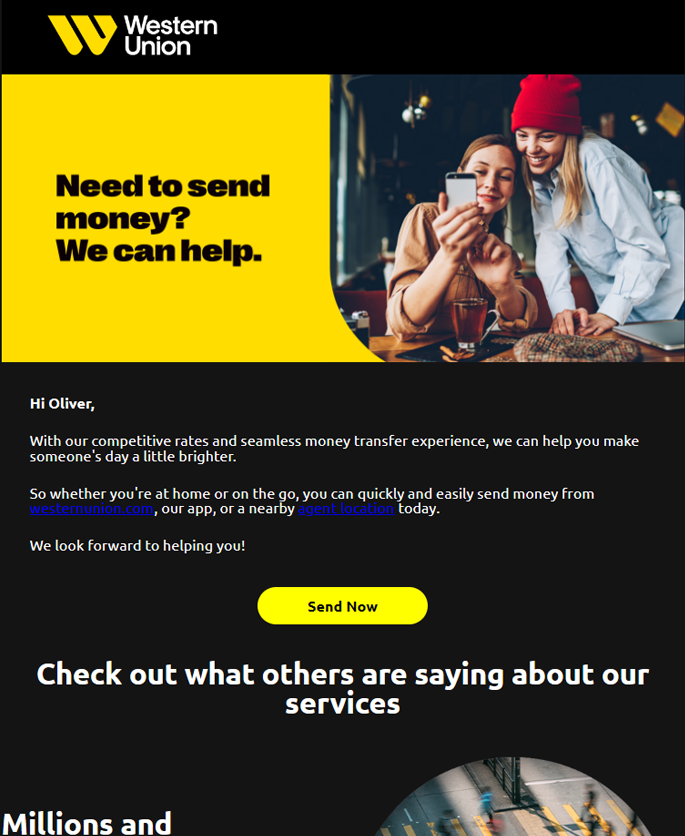 Western
Union
Need to send
money?
We can help.
Hi Oliver,
With our competitive rates and seamless money transfer experience, we can help you make
someone's day a little brighter.
So whether you're at home or on the go, you can quickly and easily send money from
westernunion.com, our app, or a nearby agent location today.
We look forward to helping you!
Send Now
Check out what others are saying about our
services
Millions and